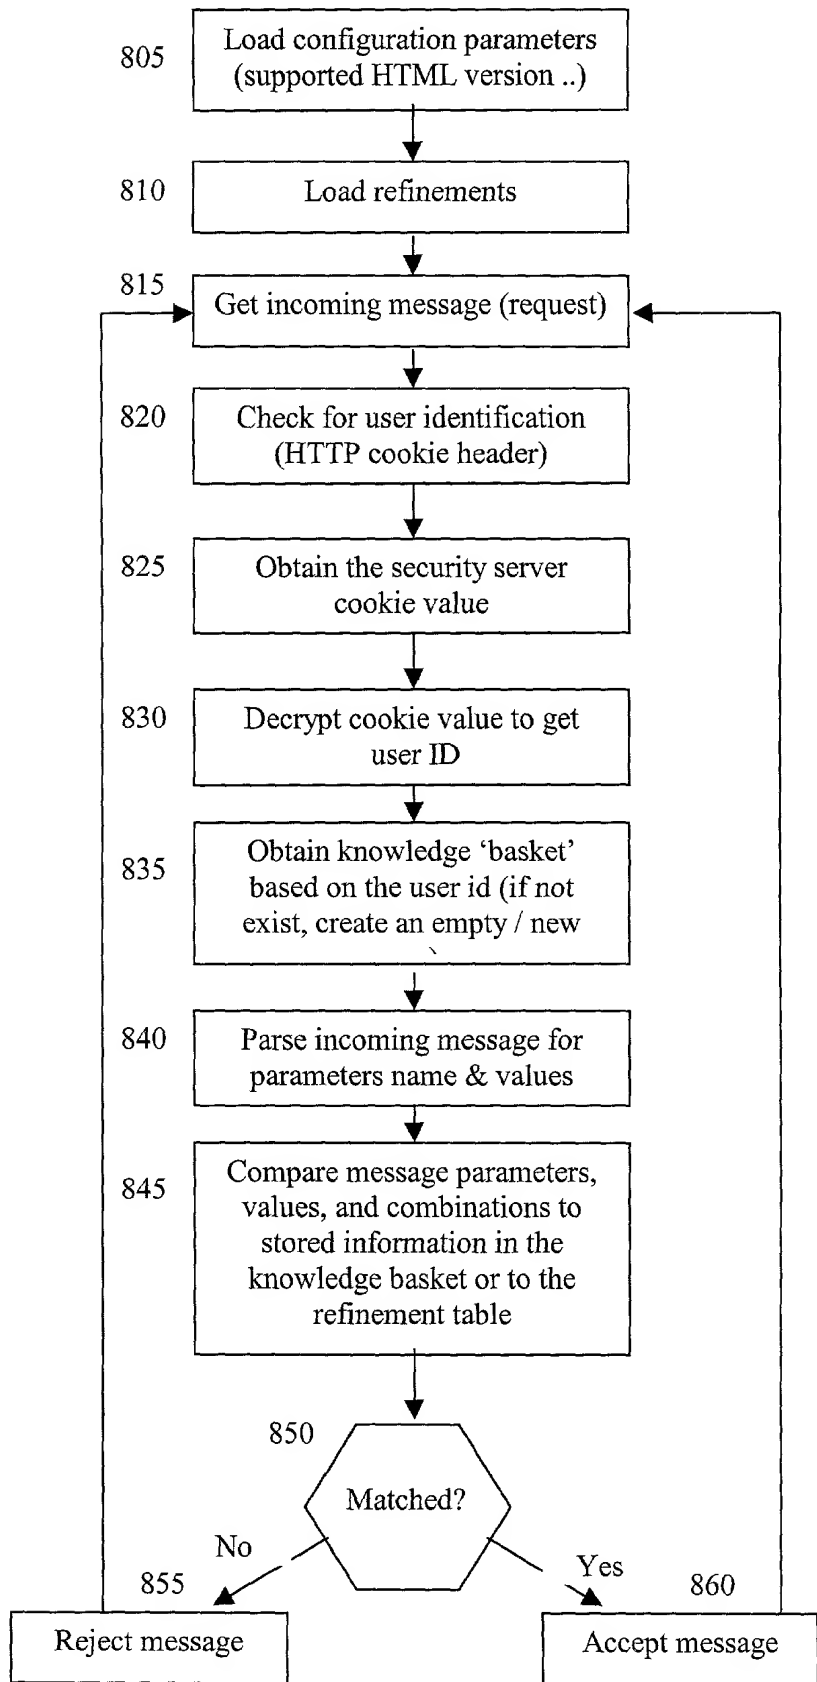 805
Load configuration parameters
(supported HTML version ..)
810
Load refinements
815
Get incoming message (request)
820
Check for user identification
(HTTP cookie header)
825
Obtain the security server
cookie value
830
Decrypt cookie value to get
user ID
835
Obtain knowledge ‘basket’
based on the user id (if not
exist, create an empty / new
840
Parse incoming message for
parameters name & values
845
Compare message parameters,
values, and combinations to
stored information in the
knowledge basket or to the
refinement table
850
Matched?
No
Yes
855
860
Reject message
Accept message